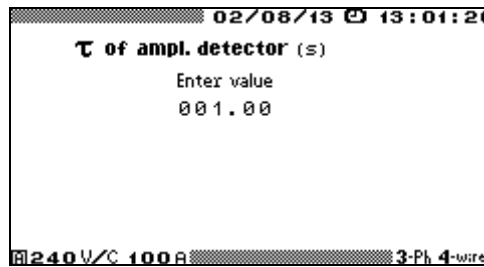 02/08/13 13:01:20
τ of ampl. detector (s)
Enter value
001.00
A 240 V/C 100 A 3-Ph 4-wire